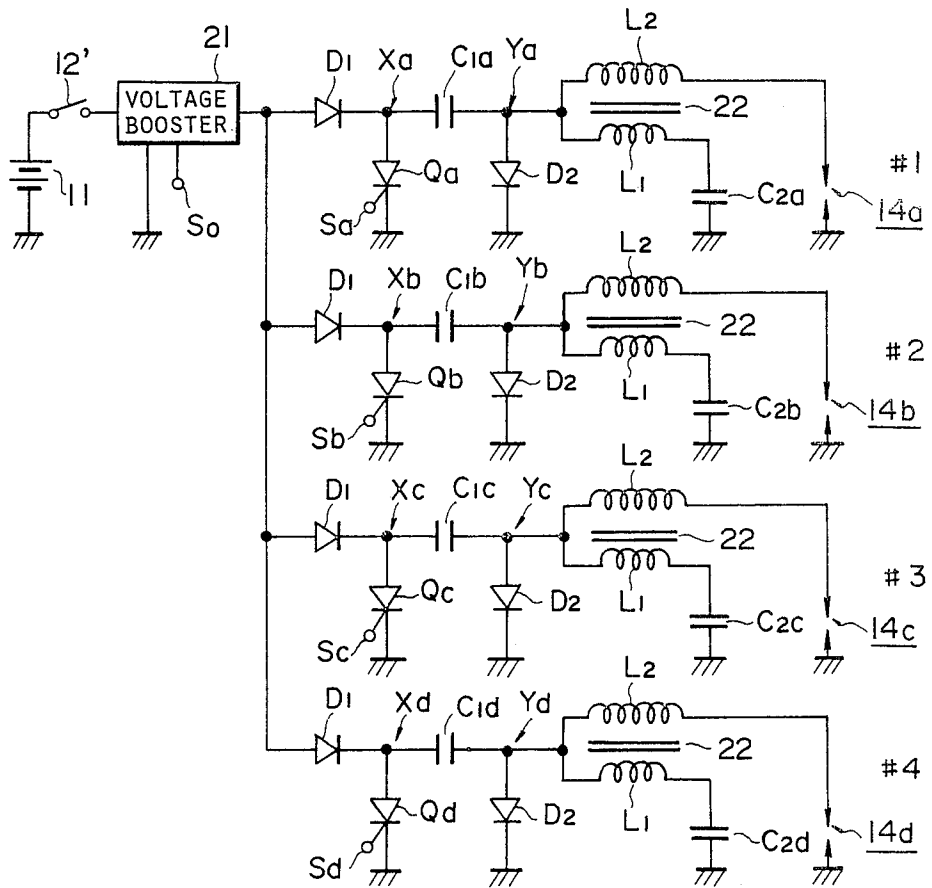 21
12'
VOLTAGE
BOOSTER
11
So
D1
Xa
C1a
Ya
L2
22
Qa
D2
L1
C2a
Sa
#1
14a
D1
Xb
C1b
Yb
L2
22
Qb
D2
L1
C2b
Sb
#2
14b
D1
Xc
C1c
Yc
L2
22
Qc
D2
L1
C2c
Sc
#3
14c
D1
Xd
C1d
Yd
L2
22
Qd
D2
L1
C2d
Sd
#4
14d